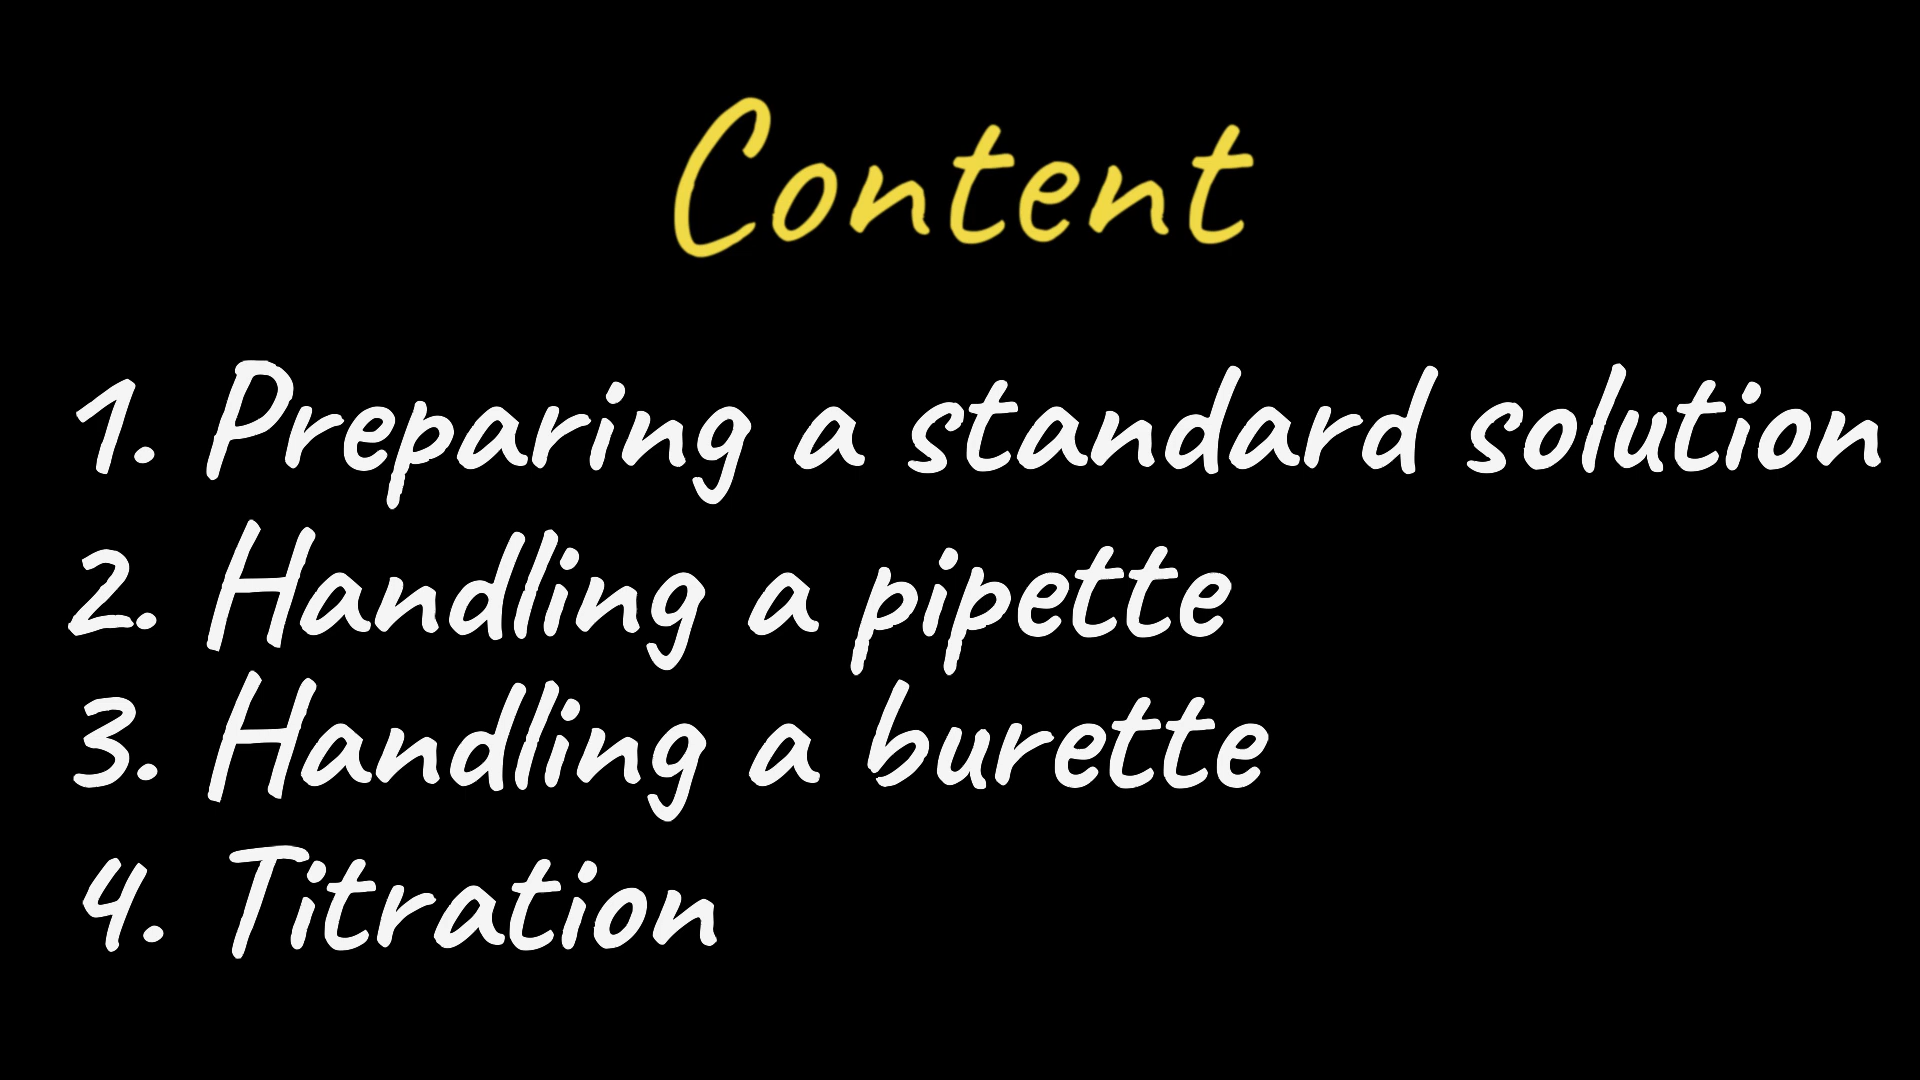 Content
1. Preparing a standard solution
2. Handling a pipette
3. Handling a burette
4. Titration